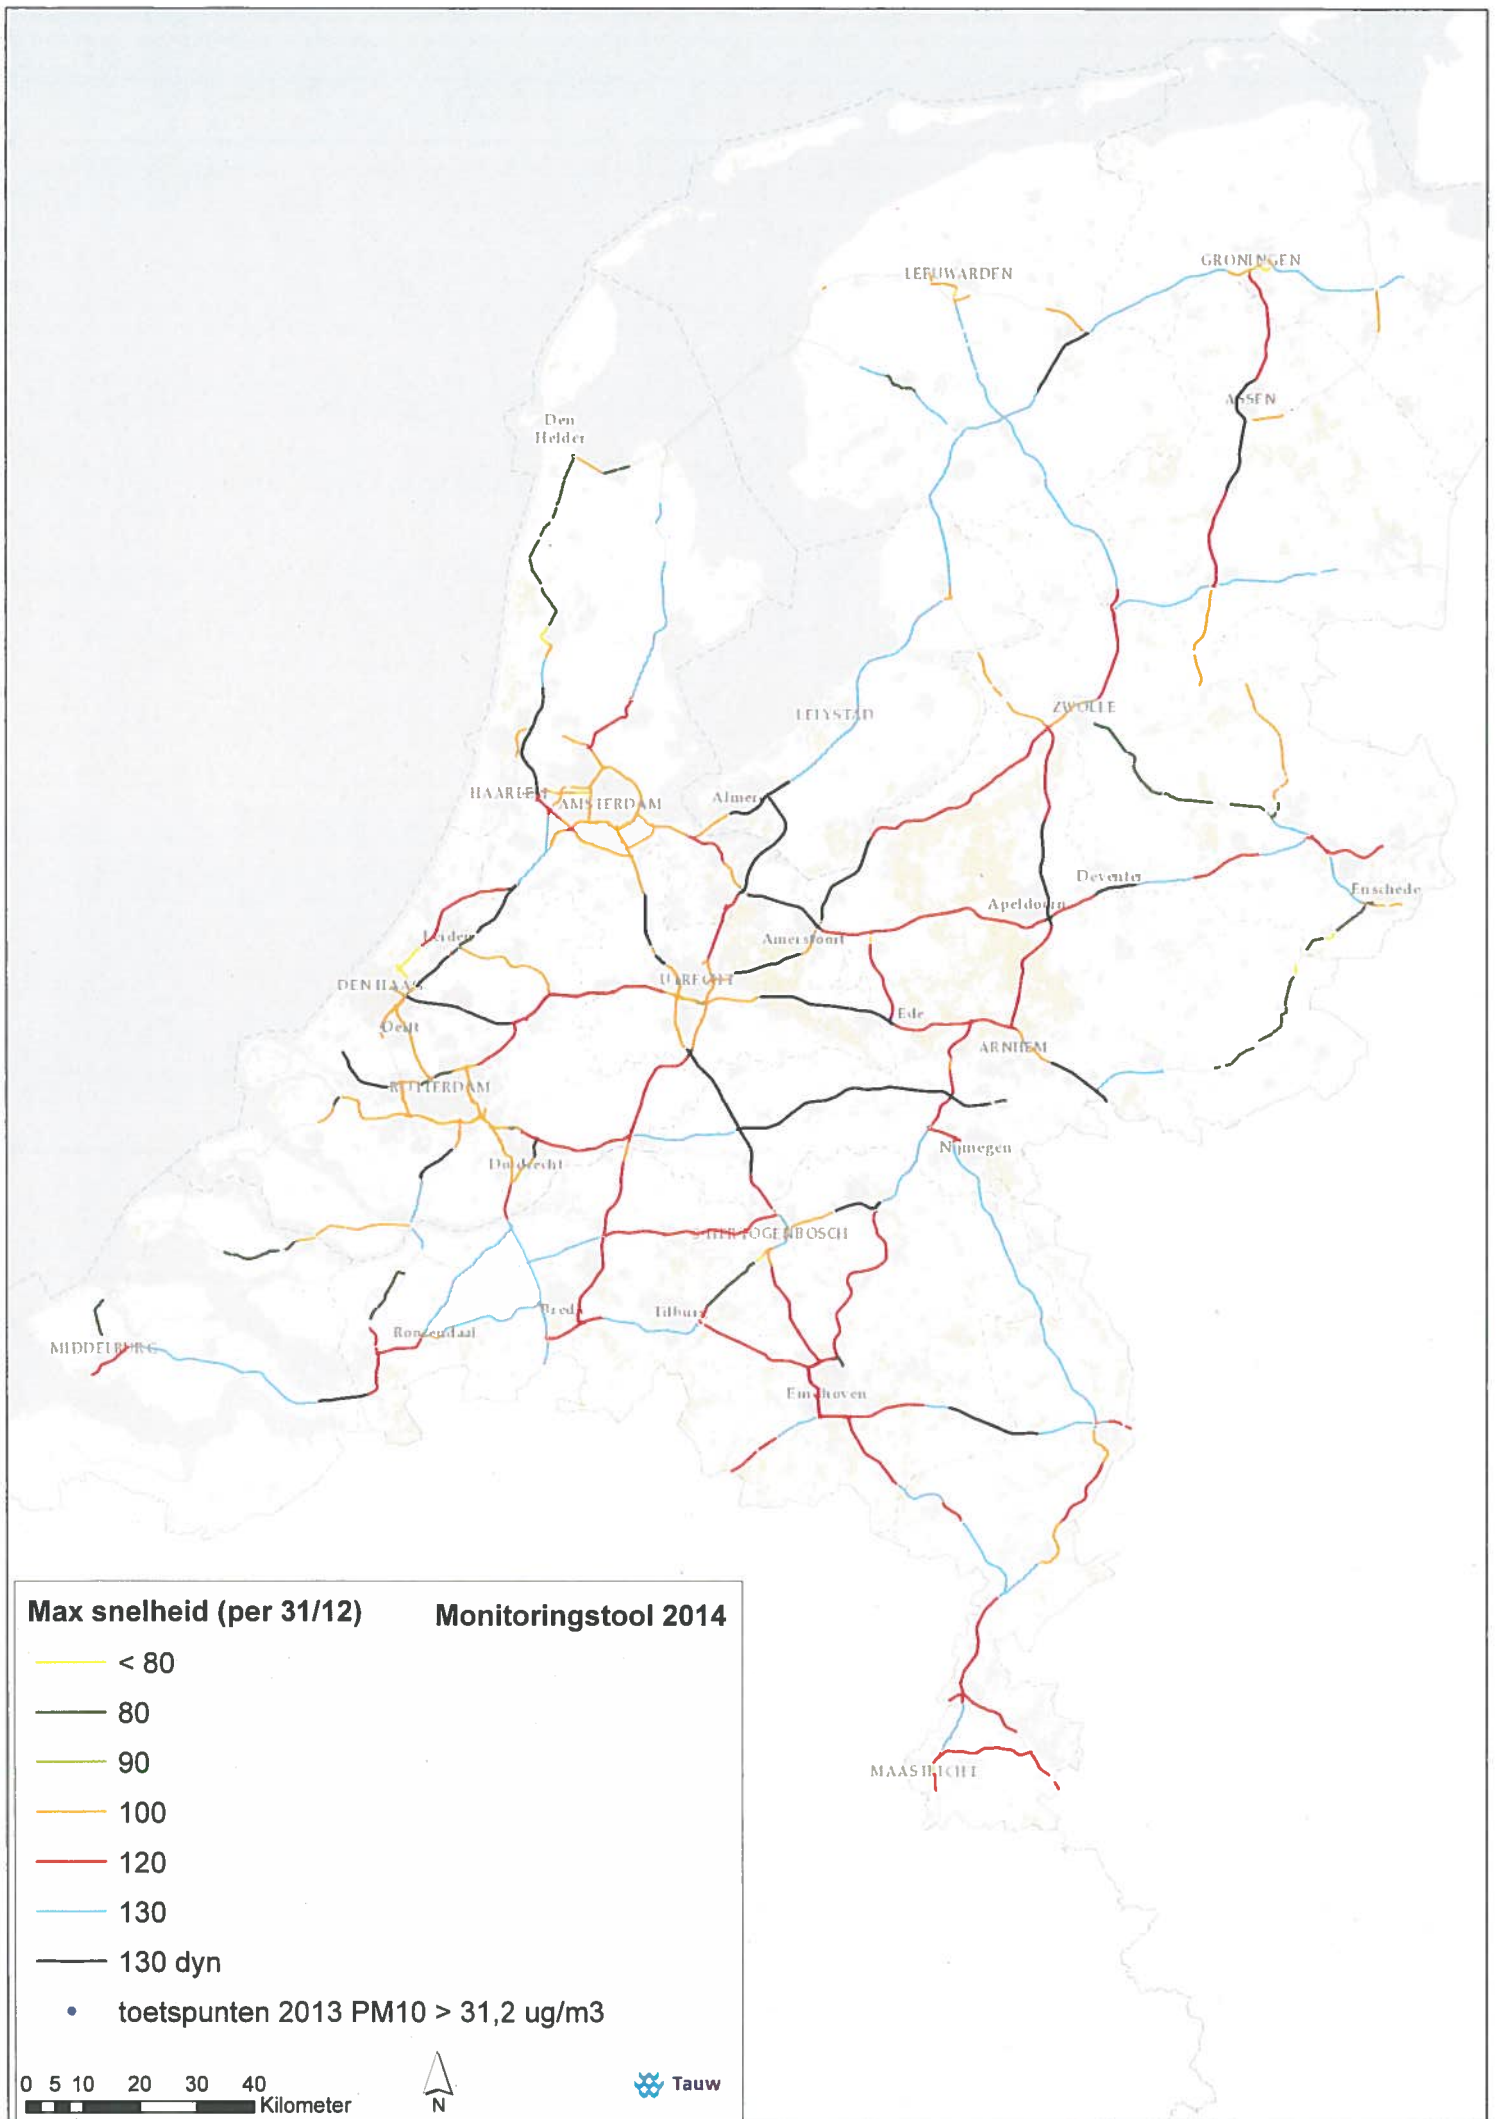 GRONINGEN
LEEUWARDEN
ASSEN
Den
Helder
ZWOLLE
LELYSTAD
HAARLEM
AMSTERDAM
Almere
Deventer
Enschede
Apeldoorn
Leiden
Amersfoort
UTRECHT
DEN HAAG
Ede
Delft
ARNHEM
ROTTERDAM
Nijmegen
Dordrecht
S-HERTOGENBOSCH
Breda
Tilburg
Roosendaal
MIDDELBURG
Eindhoven
MAASTRICHT
Max snelheid (per 31/12) Monitoringstool 2014
< 80
80
90
100
120
130
130 dyn
toetspunten 2013 PM10 > 31,2 ug/m3
0 5 10 20 30 40
Kilometer
N
Tauw